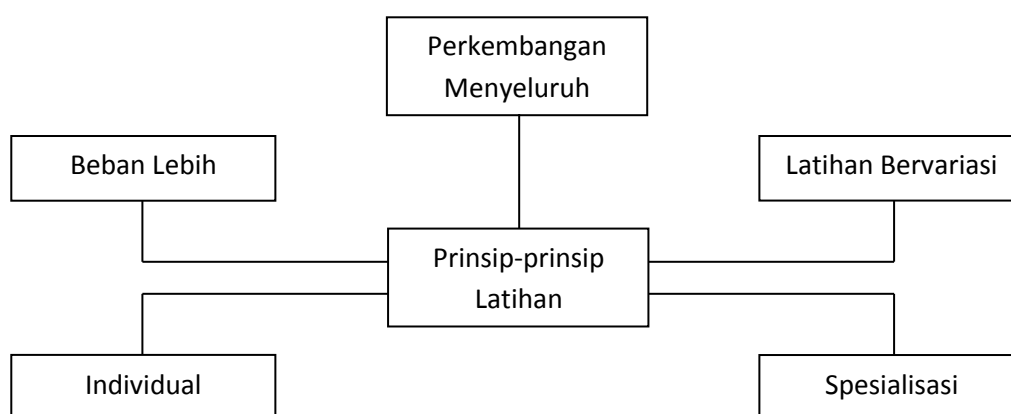 Perkembangan
Menyeluruh
Beban Lebih
Latihan Bervariasi
Prinsip-prinsip
Latihan
Individual
Spesialisasi